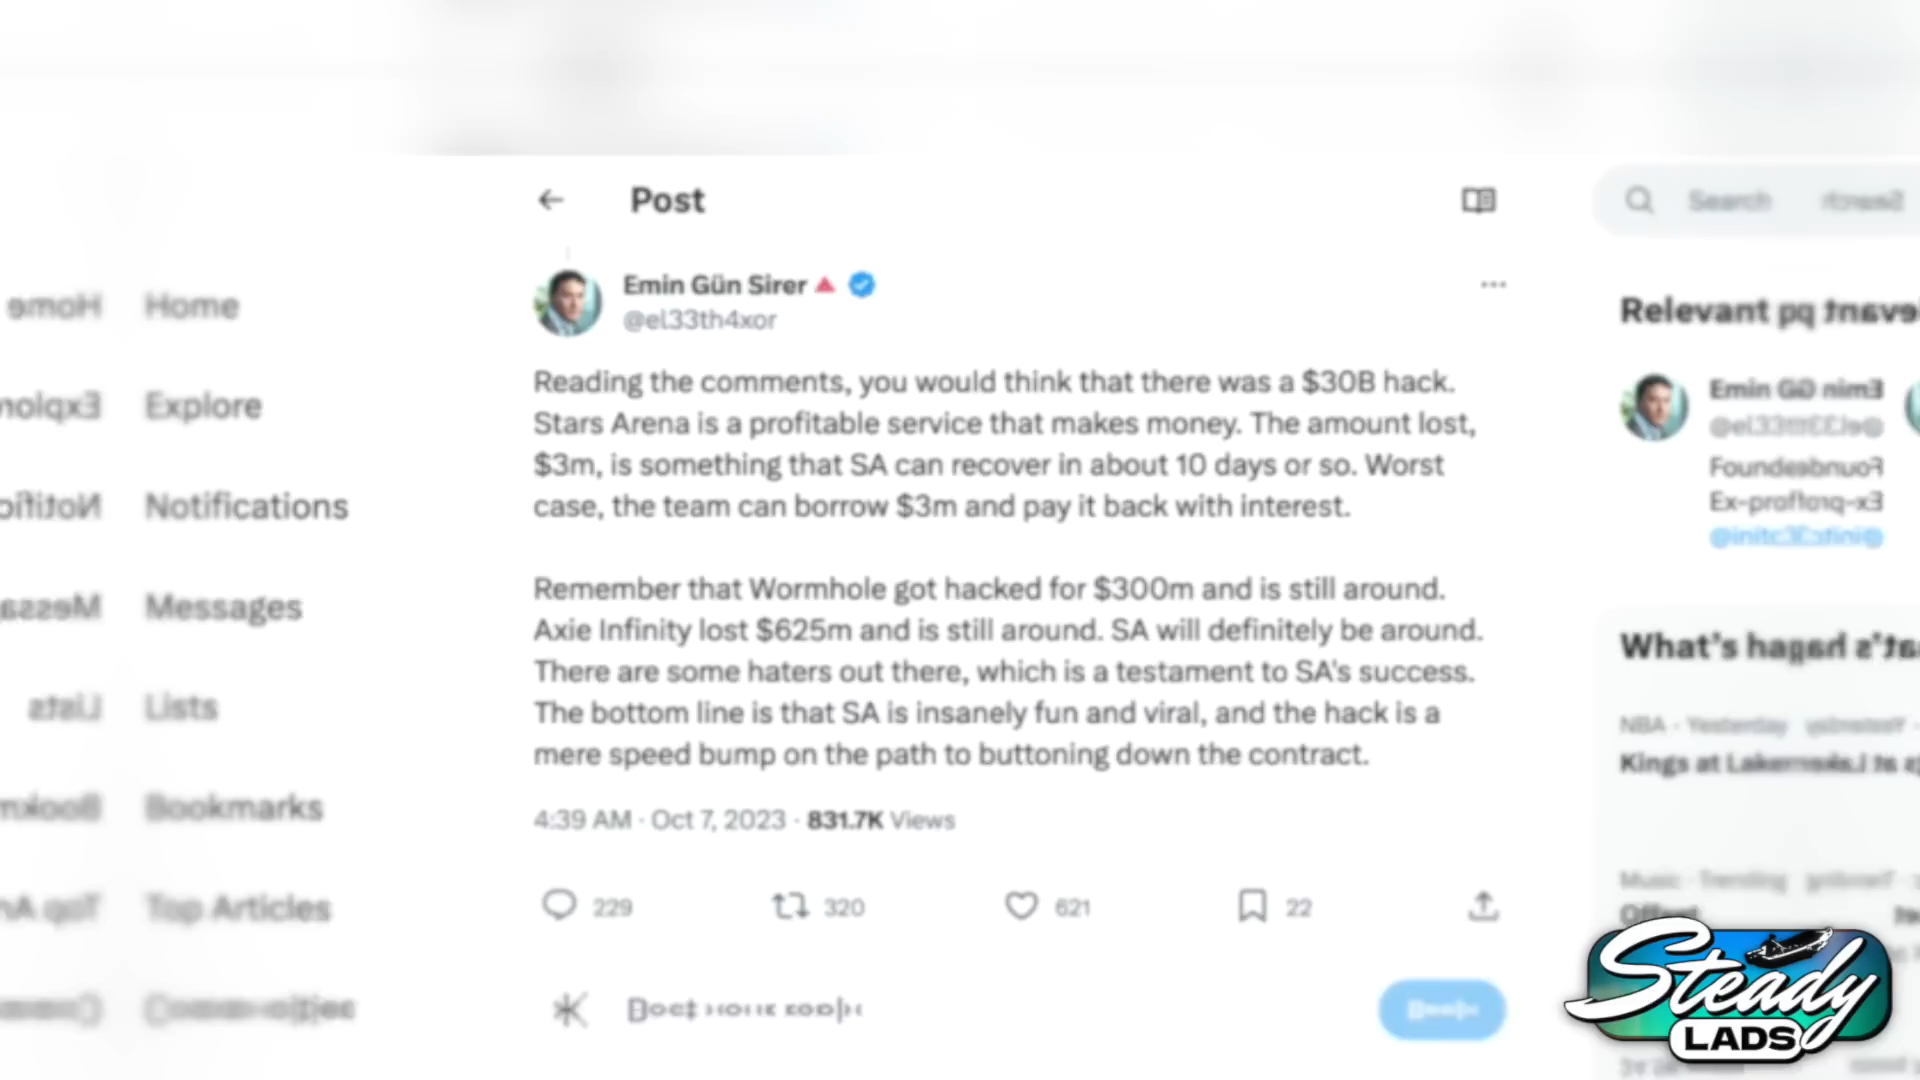 Post
Search
Emin Gün Sirer
@el33th4xor
Reading the comments, you would think that there was a $30B hack.
Stars Arena is a profitable service that makes money. The amount lost,
$3m, is something that SA can recover in about 10 days or so. Worst
case, the team can borrow $3m and pay it back with interest.
Remember that Wormhole got hacked for $300m and is still around.
Axie Infinity lost $625m and is still around. SA will definitely be around.
There are some haters out there, which is a testament to SA's success.
The bottom line is that SA is insanely fun and viral, and the hack is a
mere speed bump on the path to buttoning down the contract.
4:39 AM · Oct 7, 2023 · 831.7K Views
229 320 621 22
Home
Explore
Notifications
Messages
Lists
Bookmarks
Top Articles
Relevant
Emin
What's
NBA · Yesterday
Kings at
Music · Trending
Steady
LADS